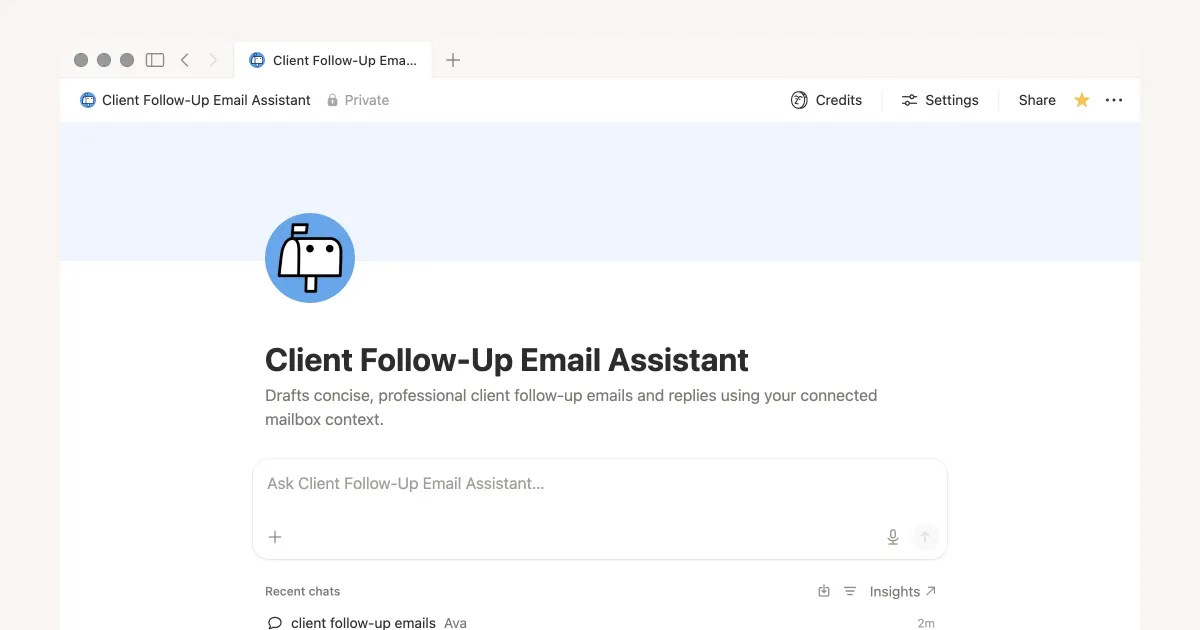 Client Follow-Up Ema...
Client Follow-Up Email Assistant Private Credits Settings Share
Client Follow-Up Email Assistant
Drafts concise, professional client follow-up emails and replies using your connected
mailbox context.
Ask Client Follow-Up Email Assistant...
Recent chats Insights
client follow-up emails Ava 2m